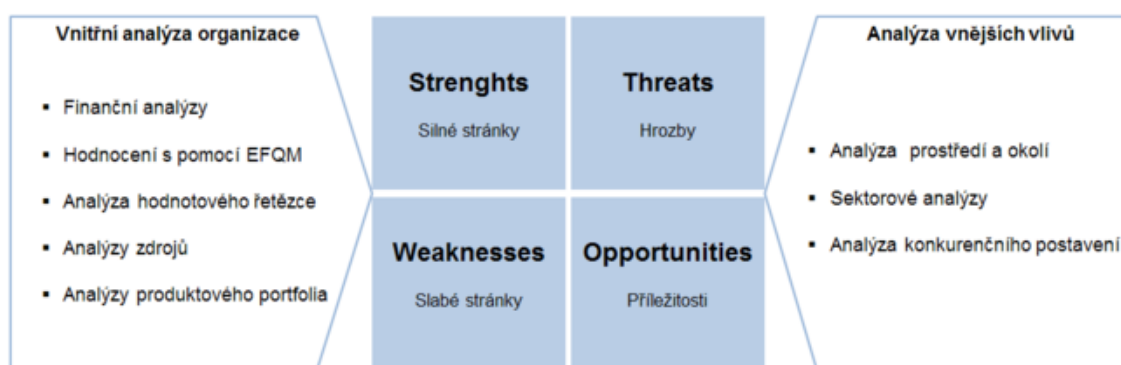 Vnitřní analýza organizace
▪ Finanční analýzy
▪ Hodnocení s pomocí EFQM
▪ Analýza hodnotového řetězce
▪ Analýzy zdrojů
▪ Analýzy produktového portfolia
Strenghts
Silné stránky
Threats
Hrozby
Weaknesses
Slabé stránky
Opportunities
Příležitosti
Analýza vnějších vlivů
▪ Analýza prostředí a okolí
▪ Sektorové analýzy
▪ Analýza konkurenčního postavení